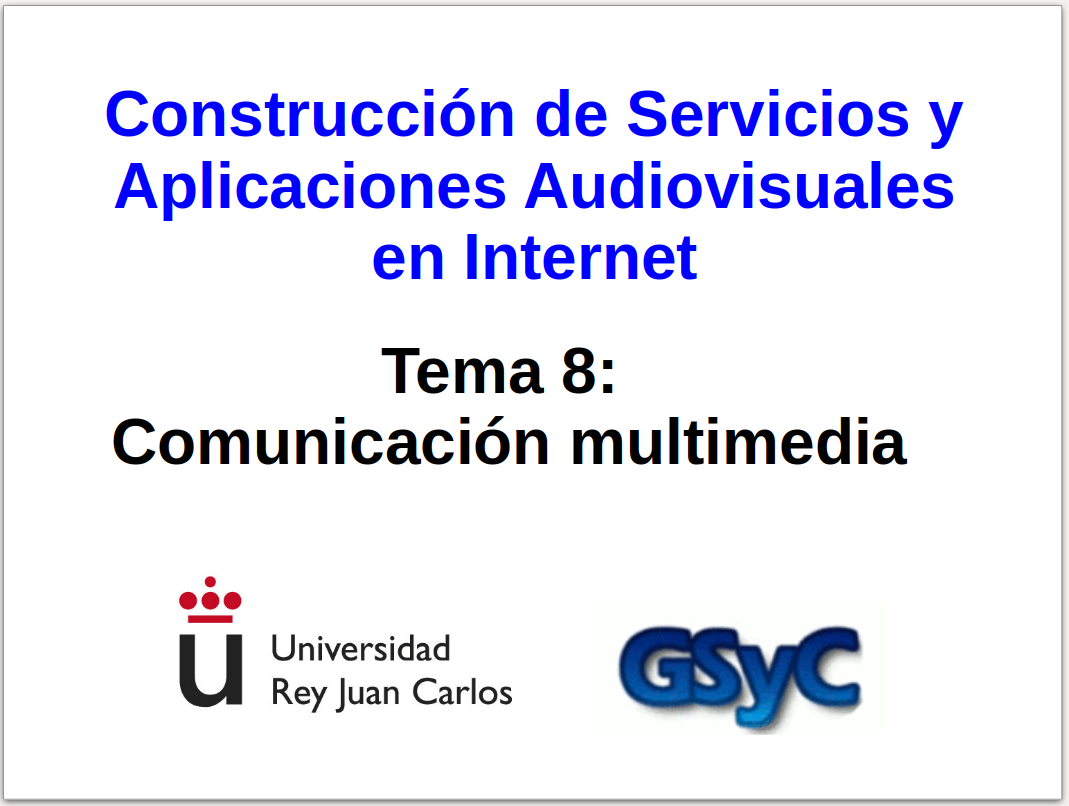 Construcción de Servicios y
Aplicaciones Audiovisuales
en Internet
Tema 8:
Comunicación multimedia
u
Universidad
Rey Juan Carlos
GSyC